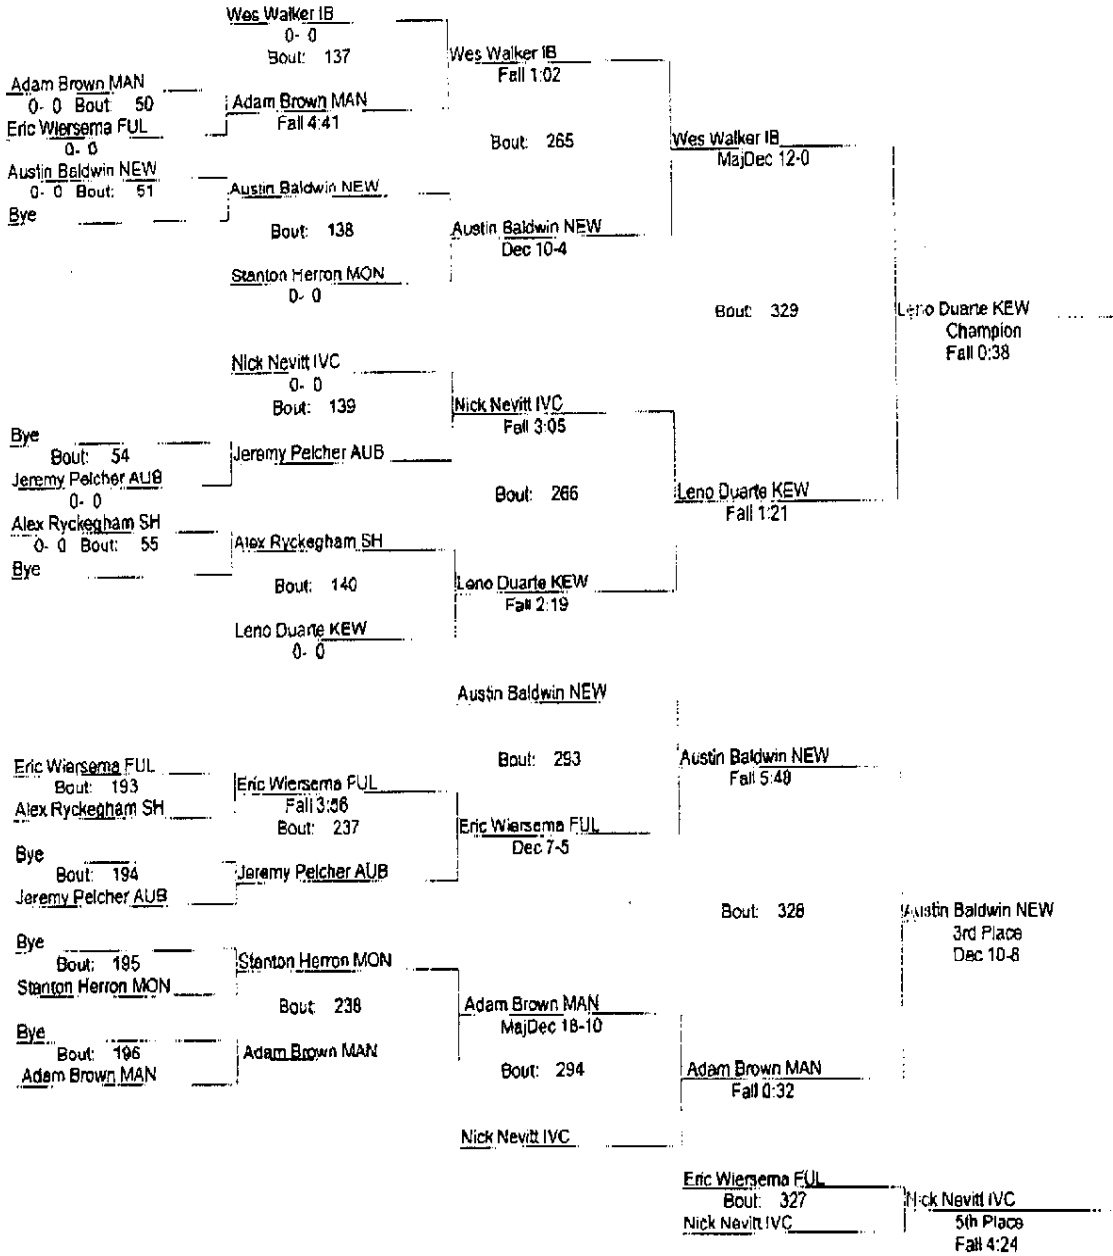 Wes Walker IB
0- 0
Bout: 137
Wes Walker IB
Fall 1:02
Adam Brown MAN
0- 0 Bout 50
Adam Brown MAN
Fall 4:41
Eric Wiersema FUL
0- 0
Bout: 265
Wes Walker IB
MajDec 12-0
Austin Baldwin NEW
0- 0 Bout: 51
Austin Baldwin NEW
Bye
Bout: 138
Austin Baldwin NEW
Dec 10-4
Stanton Herron MON
0- 0
Bout: 329
Leno Duarte KEW
Champion
Fall 0:38
Nick Nevitt IVC
0- 0
Bout: 139
Nick Nevitt IVC
Fall 3:05
Bye
Bout: 54
Jeremy Pelcher AUB
Jeremy Pelcher AUB
0- 0
Bout: 266
Leno Duarte KEW
Fall 1:21
Alex Ryckegham SH
0- 0 Bout: 55
Alex Ryckegham SH
Bye
Bout: 140
Leno Duarte KEW
Fall 2:19
Leno Duarte KEW
0- 0
Austin Baldwin NEW
Bout: 293
Austin Baldwin NEW
Fall 5:48
Eric Wiersema FUL
Bout: 193
Eric Wiersema FUL
Fall 3:56
Alex Ryckegham SH
Bout: 237
Eric Wiersema FUL
Dec 7-5
Bye
Bout: 194
Jeremy Pelcher AUB
Jeremy Pelcher AUB
Bout: 328
Austin Baldwin NEW
3rd Place
Dec 10-8
Bye
Bout: 195
Stanton Herron MON
Stanton Herron MON
Bout: 238
Adam Brown MAN
MajDec 18-10
Bye
Bout: 196
Adam Brown MAN
Adam Brown MAN
Bout: 294
Adam Brown MAN
Fall 0:32
Nick Nevitt IVC
Eric Wiersema FUL
Bout: 327
Nick Nevitt IVC
Nick Nevitt IVC
5th Place
Fall 4:24